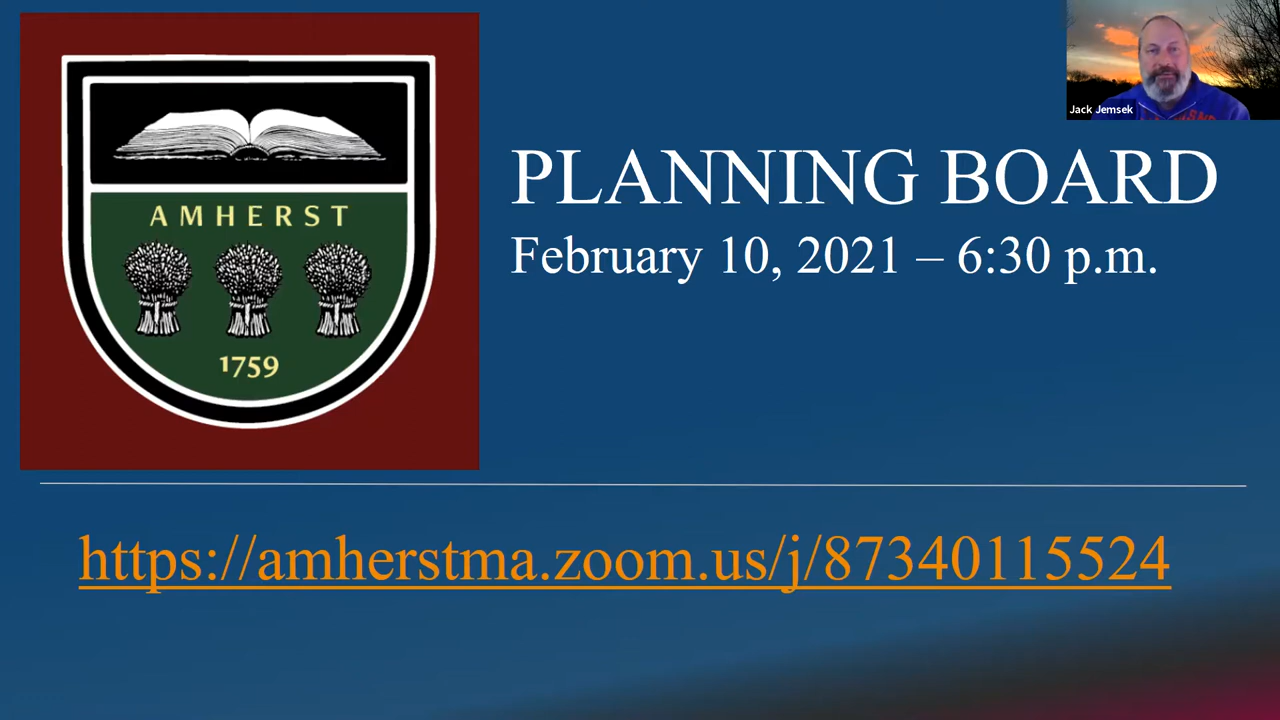 Jack Jemsek
AMHERST
1759
PLANNING BOARD
February 10, 2021 – 6:30 p.m.
https://amherstma.zoom.us/j/87340115524